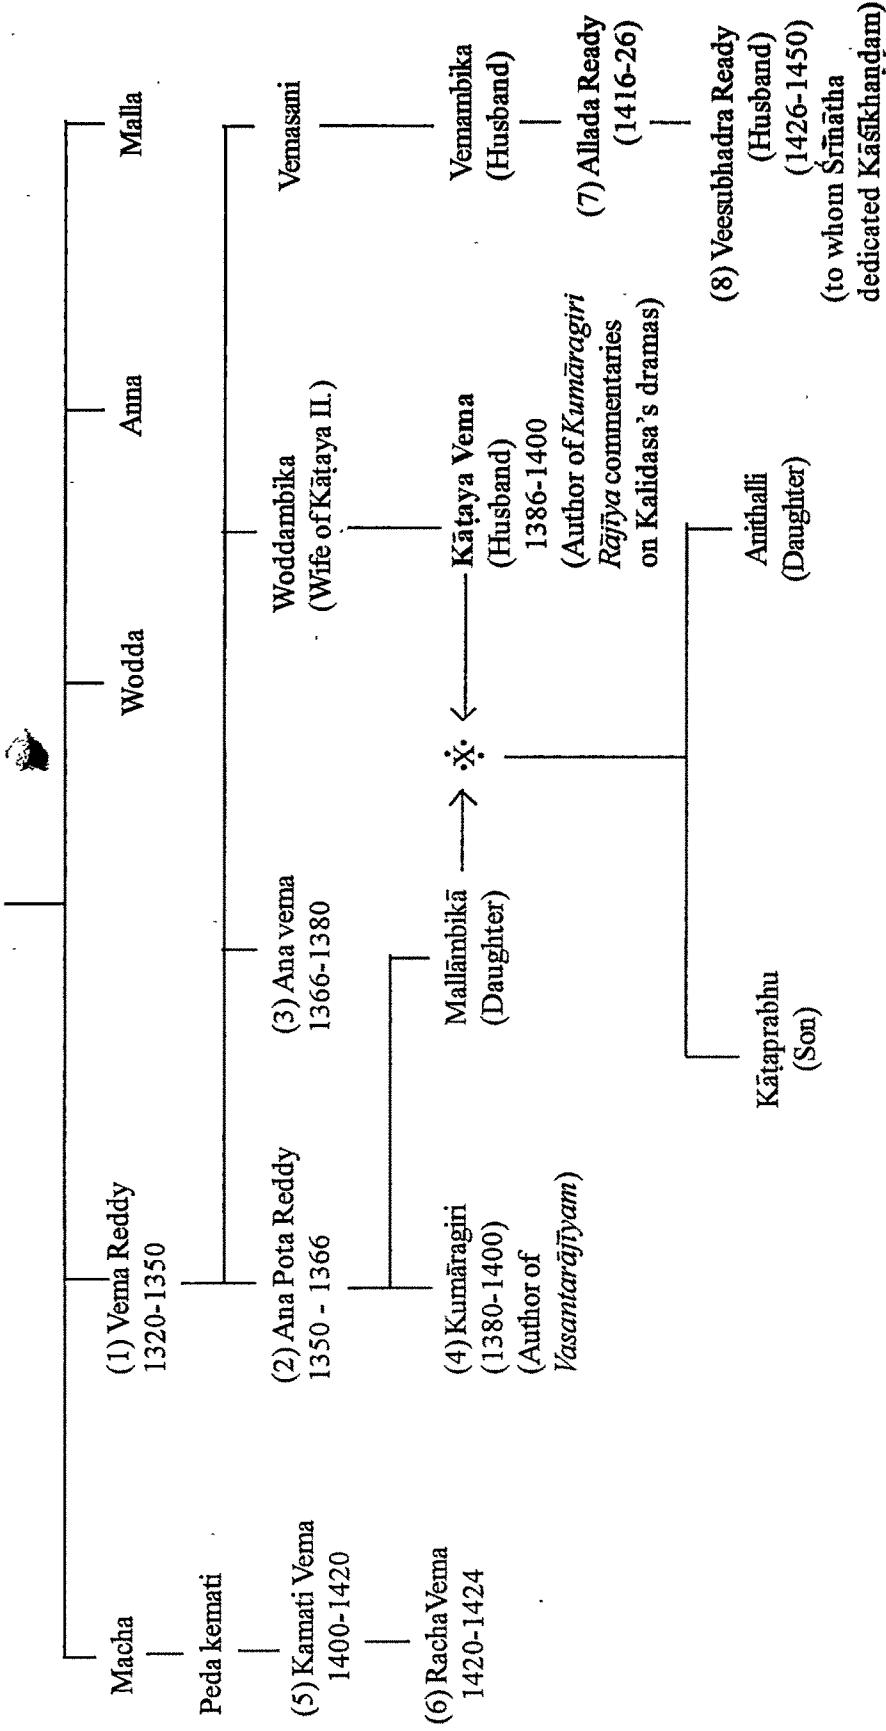 Macha
(1) Vema Reddy
1320-1350
Wodda
Anna
Malla
Peda kemati
(2) Ana Pota Reddy
1350 - 1366
(3) Ana vema
1366-1380
Woddambika
(Wife of Kāṭaya II.)
Vemasani
(5) Kamati Vema
1400-1420
(6) Racha Vema
1420-1424
(4) Kumāragiri
(1380-1400)
(Author of
Vasantarājīyam)
Mallāmbikā
(Daughter)
Kāṭaya Vema
(Husband)
1386-1400
(Author of Kumāragiri
Rājīya commentaries
on Kalidasa's dramas)
Vemambika
(Husband)
(7) Allada Ready
(1416-26)
(8) Veesubhadra Ready
(Husband)
(1426-1450)
(to whom Śrīnātha
dedicated Kāśīkhaṇḍam)
Kāṭaprabhu
(Son)
Anithalli
(Daughter)